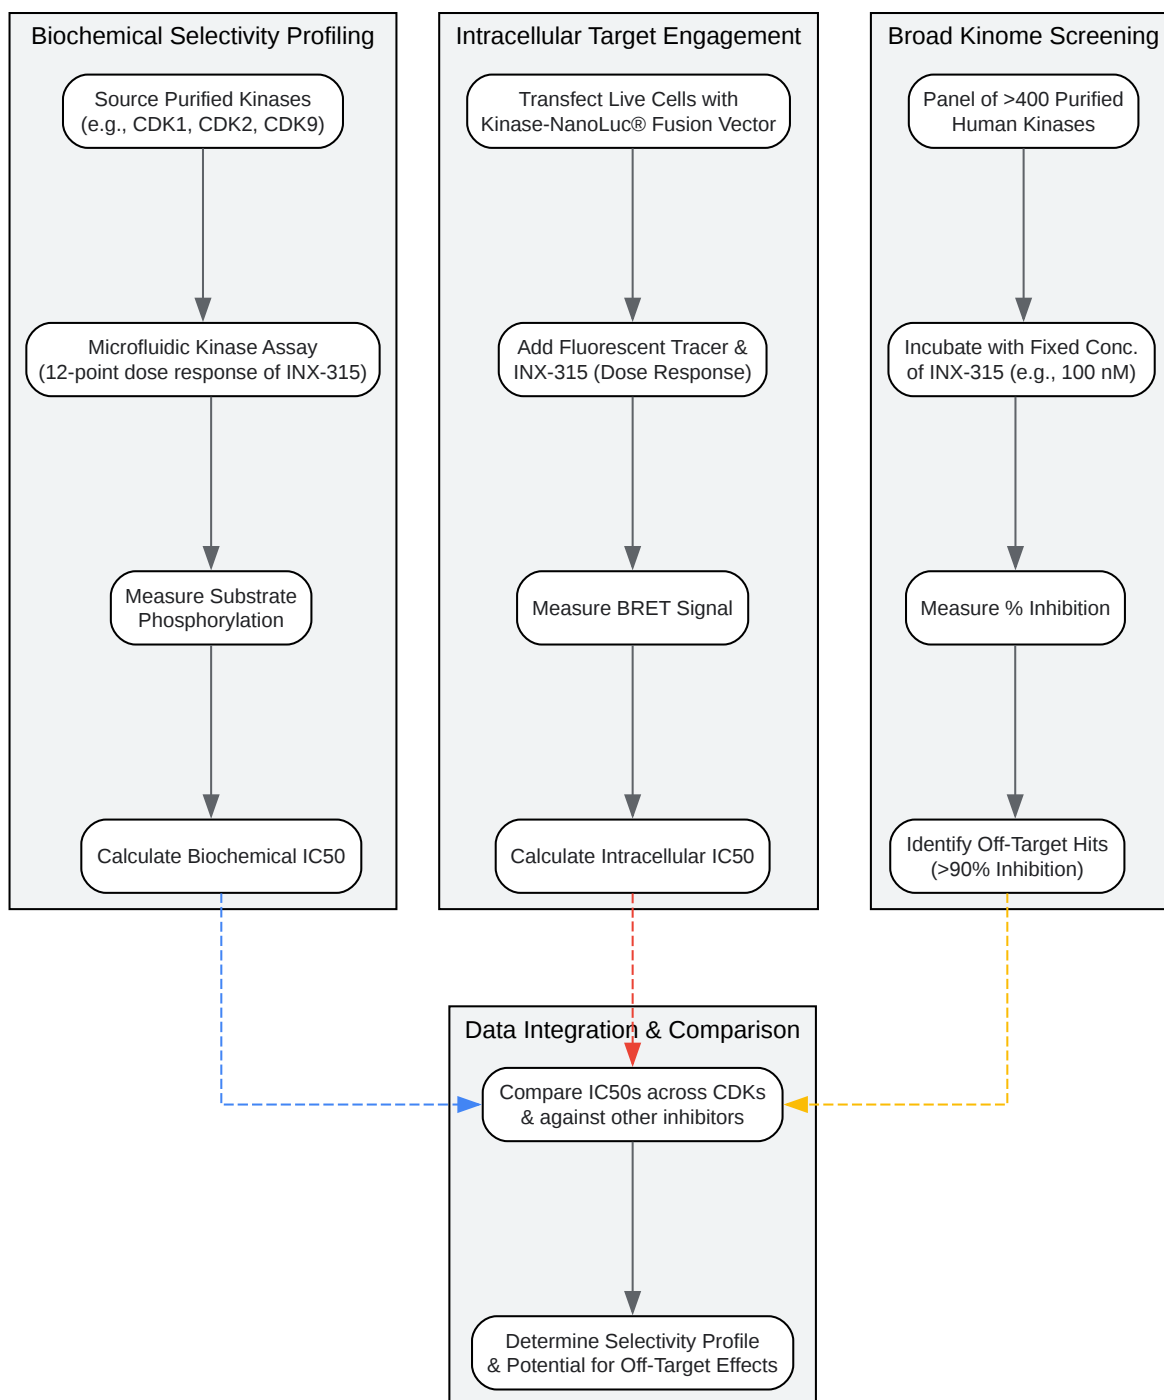 Biochemical Selectivity Profiling
Source Purified Kinases
(e.g., CDK1, CDK2, CDK9)
Microfluidic Kinase Assay
(12-point dose response of INX-315)
Measure Substrate
Phosphorylation
Calculate Biochemical IC50
Intracellular Target Engagement
Transfect Live Cells with
Kinase-NanoLuc® Fusion Vector
Add Fluorescent Tracer &
INX-315 (Dose Response)
Measure BRET Signal
Calculate Intracellular IC50
Broad Kinome Screening
Panel of >400 Purified
Human Kinases
Incubate with Fixed Conc.
of INX-315 (e.g., 100 nM)
Measure % Inhibition
Identify Off-Target Hits
(>90% Inhibition)
Data Integration & Comparison
Compare IC50s across CDKs
& against other inhibitors
Determine Selectivity Profile
& Potential for Off-Target Effects